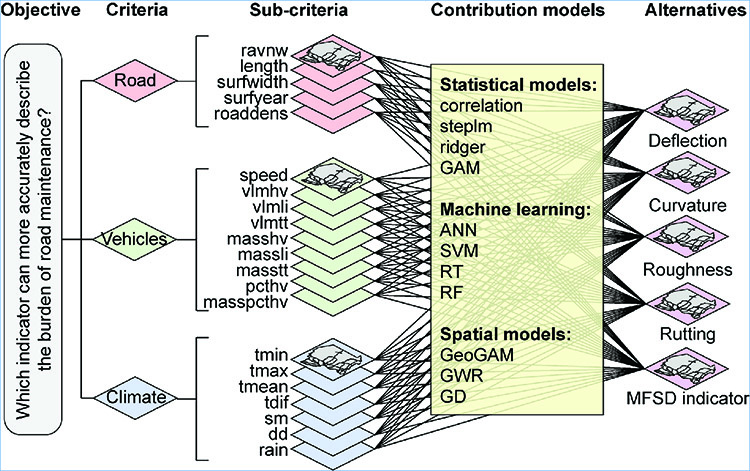 Objective
Criteria
Sub-criteria
Contribution models
Alternatives
Which indicator can more accurately describe
the burden of road maintenance?
Road
Vehicles
Climate
ravnw
length
surfwidth
surfyear
roaddens
speed
vlmhv
vlmli
vlmtt
masshv
massli
masstt
pcthv
masspcthv
tmin
tmax
tmean
tdif
sm
dd
rain
Statistical models:
correlation
steplm
ridger
GAM
Machine learning:
ANN
SVM
RT
RF
Spatial models:
GeoGAM
GWR
GD
Deflection
Curvature
Roughness
Rutting
MFSD indicator